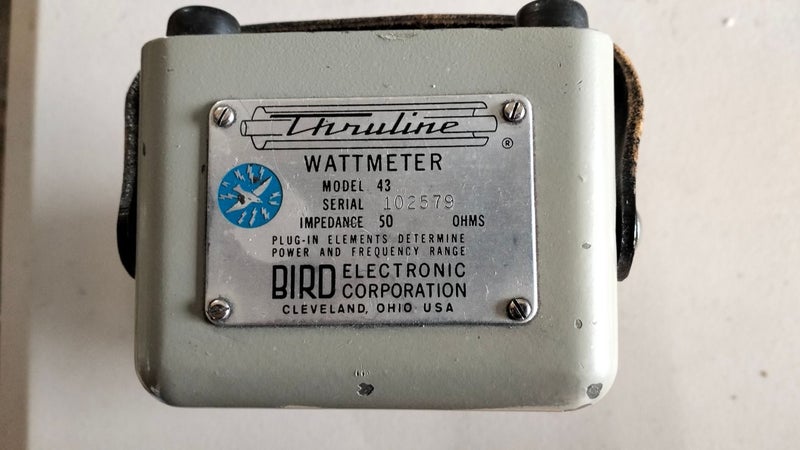 Thruline
®
WATTMETER
MODEL 43
SERIAL 102579
IMPEDANCE 50 OHMS
PLUG-IN ELEMENTS DETERMINE
POWER AND FREQUENCY RANGE
BIRD ELECTRONIC
CORPORATION
CLEVELAND, OHIO USA